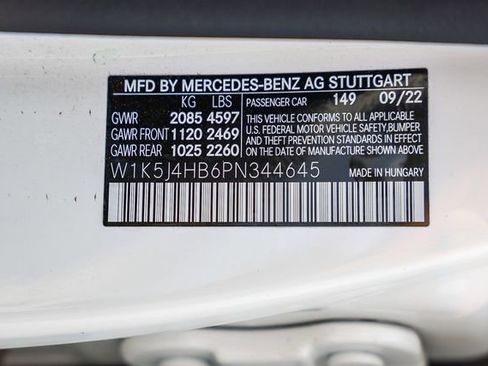 MFD BY MERCEDES-BENZ AG STUTTGART
KG LBS PASSENGER CAR 149 09/22
GWR 2085 4597
GAWR FRONT 1120 2469
GAWR REAR 1025 2260
THIS VEHICLE CONFORMS TO ALL APPLICABLE
U.S. FEDERAL MOTOR VEHICLE SAFETY, BUMPER
AND THEFT PREVENTION STANDARDS IN EFFECT
ON DATE OF MANUFACTURE SHOWN ABOVE.
W1K5J4HB6PN344645 MADE IN HUNGARY